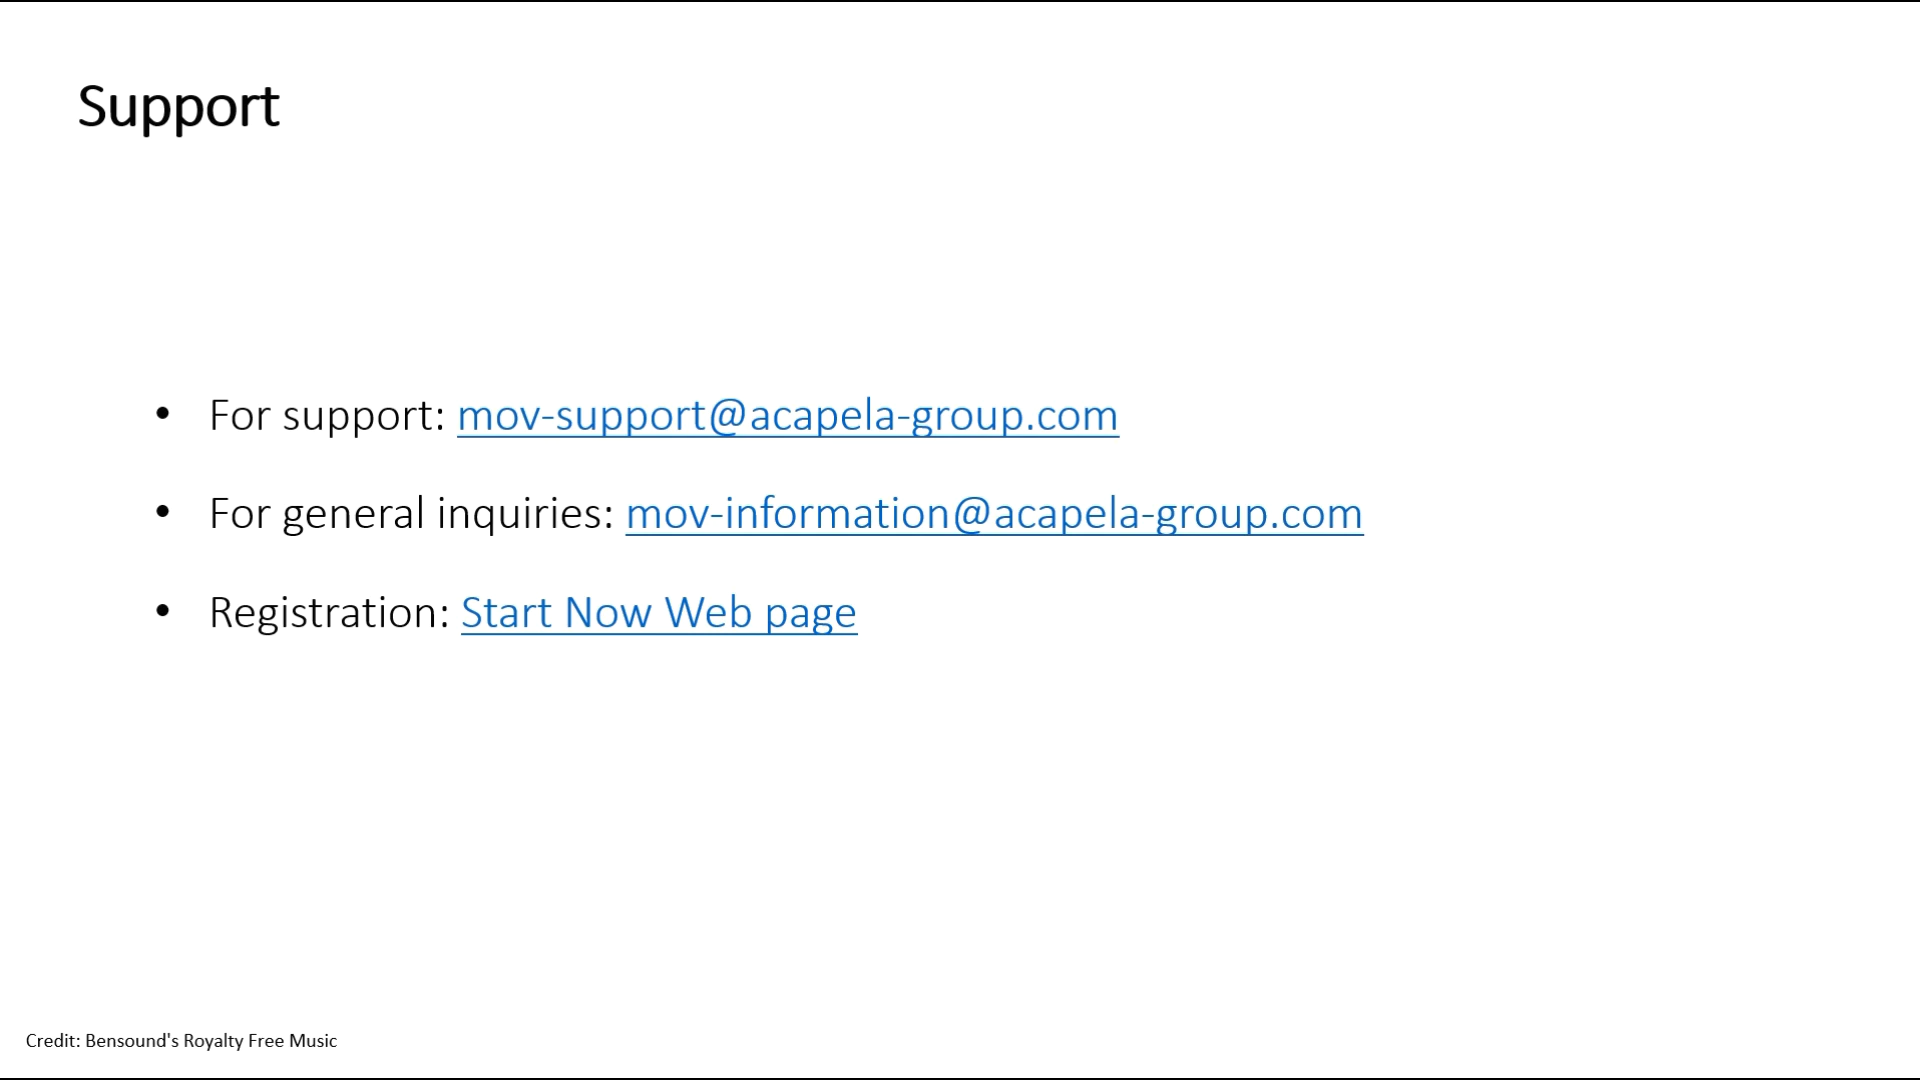 Support
• For support: mov-support@acapela-group.com
• For general inquiries: mov-information@acapela-group.com
• Registration: Start Now Web page
Credit: Bensound's Royalty Free Music